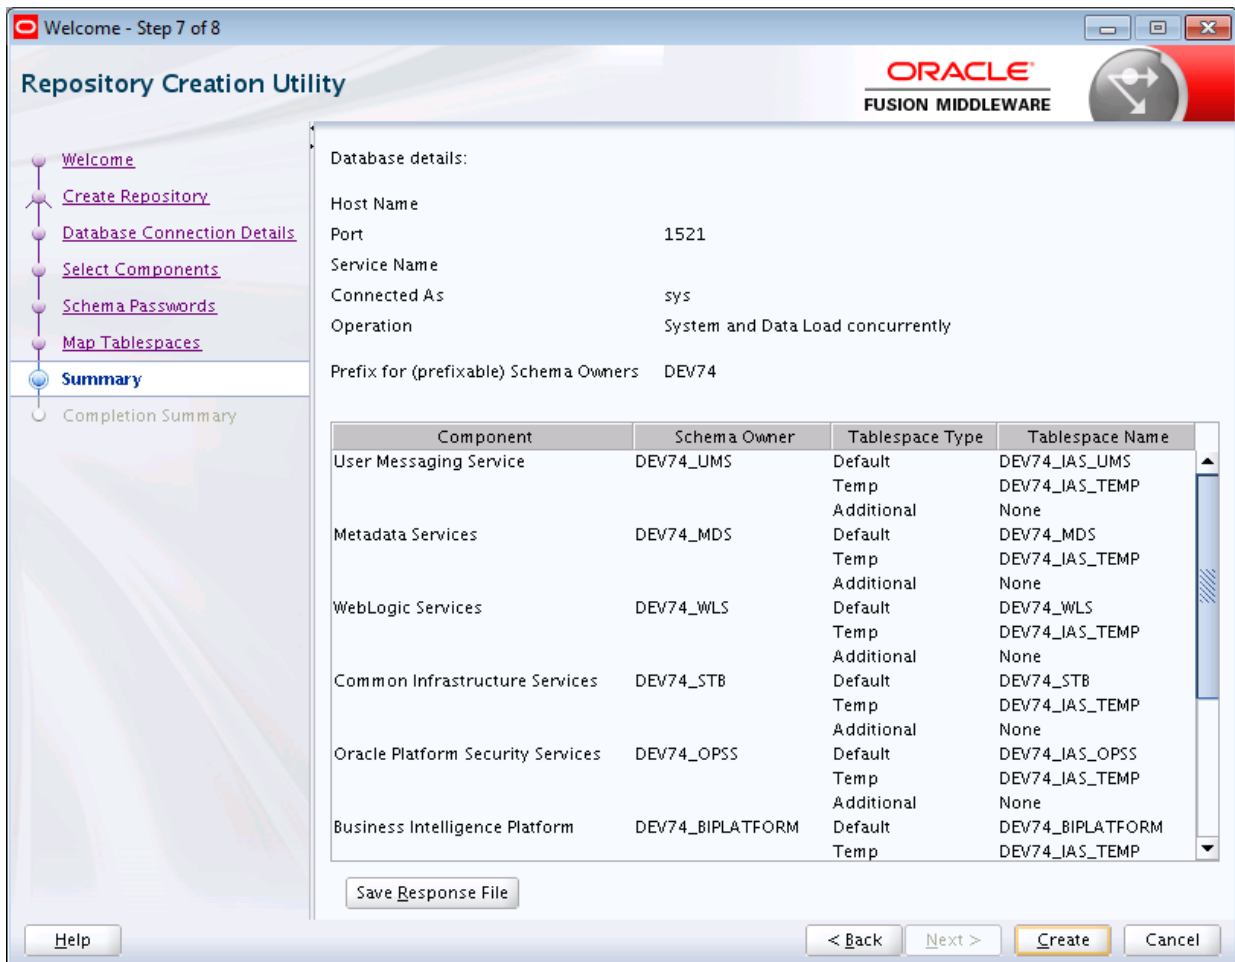 Welcome - Step 7 of 8
Repository Creation Utility
ORACLE
FUSION MIDDLEWARE
Welcome
Create Repository
Database Connection Details
Select Components
Schema Passwords
Map Tablespaces
Summary
Completion Summary
Database details:
Host Name
Port 1521
Service Name
Connected As sys
Operation System and Data Load concurrently
Prefix for (prefixable) Schema Owners DEV74
Component Schema Owner Tablespace Type Tablespace Name
User Messaging Service DEV74_UMS Default DEV74_IAS_UMS
Temp DEV74_IAS_TEMP
Additional None
Metadata Services DEV74_MDS Default DEV74_MDS
Temp DEV74_IAS_TEMP
Additional None
WebLogic Services DEV74_WLS Default DEV74_WLS
Temp DEV74_IAS_TEMP
Additional None
Common Infrastructure Services DEV74_STB Default DEV74_STB
Temp DEV74_IAS_TEMP
Additional None
Oracle Platform Security Services DEV74_OPSS Default DEV74_IAS_OPSS
Temp DEV74_IAS_TEMP
Additional None
Business Intelligence Platform DEV74_BIPLATFORM Default DEV74_BIPLATFORM
Temp DEV74_IAS_TEMP
Save Response File
Help
< Back Next > Create Cancel